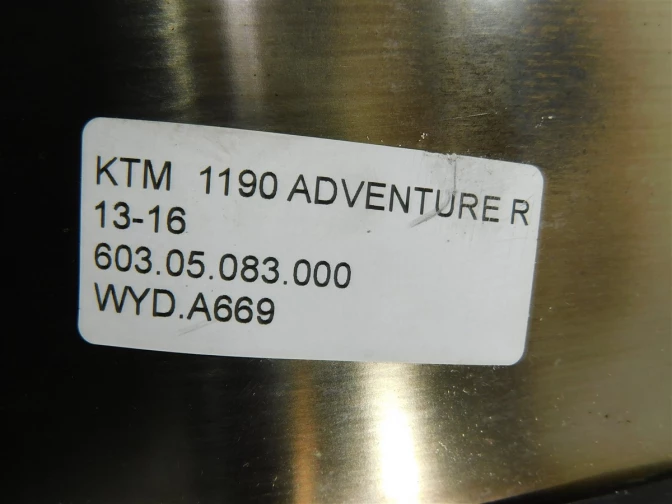 KTM 1190 ADVENTURE R
13-16
603.05.083.000
WYD.A669